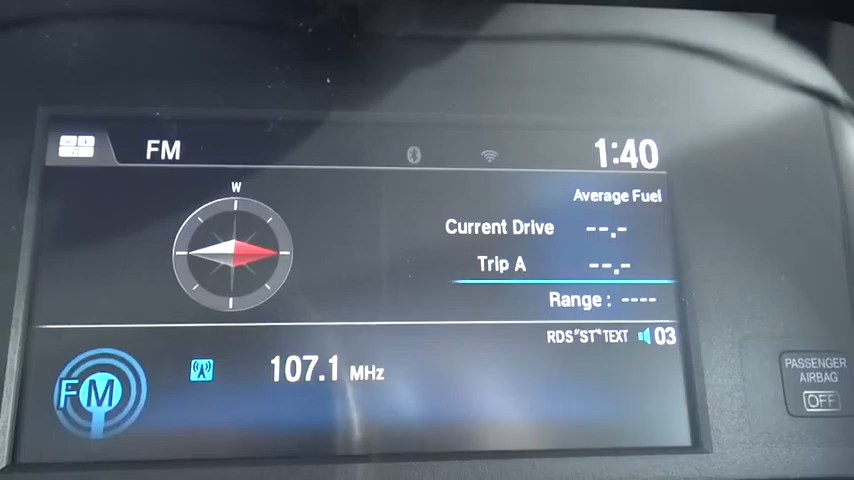 FM
1:40
W
Average Fuel
Current Drive --.-
Trip A --.-
Range : ----
RDS "ST" TEXT 03
FM
107.1 MHz
PASSENGER
AIRBAG
OFF